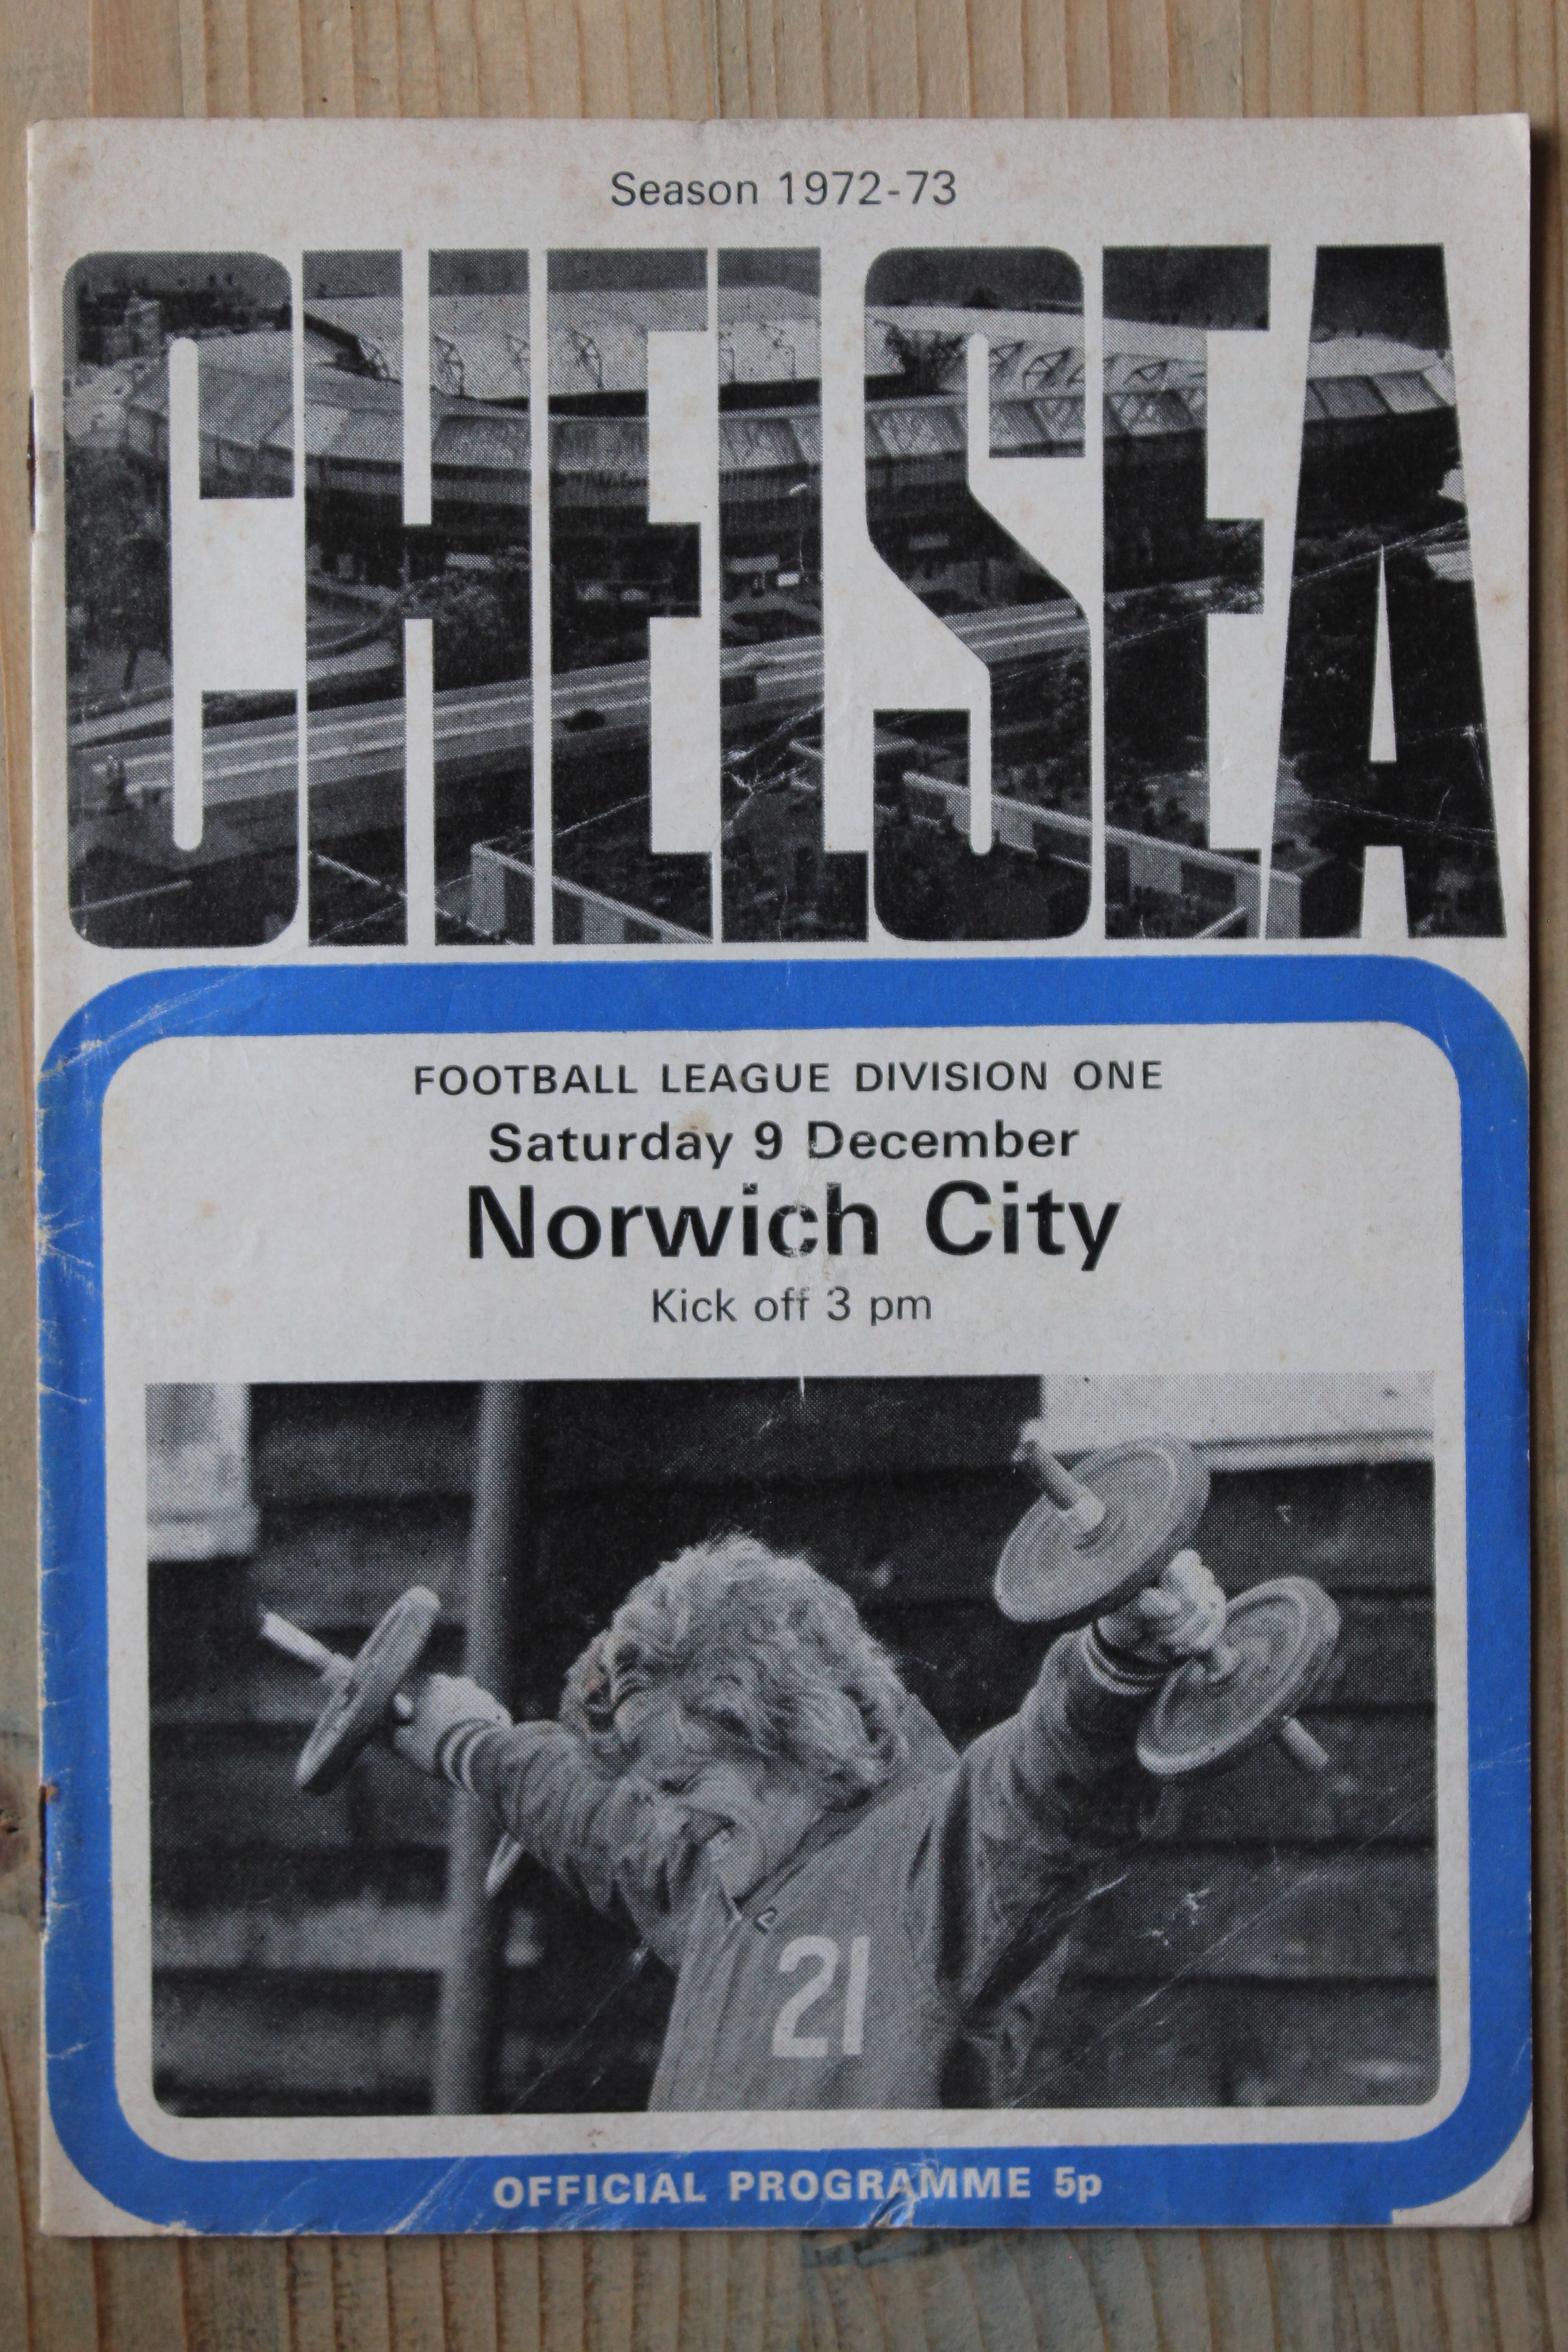 Season 1972-73
CHELSEA
FOOTBALL LEAGUE DIVISION ONE
Saturday 9 December
Norwich City
Kick off 3 pm
21
OFFICIAL PROGRAMME 5p